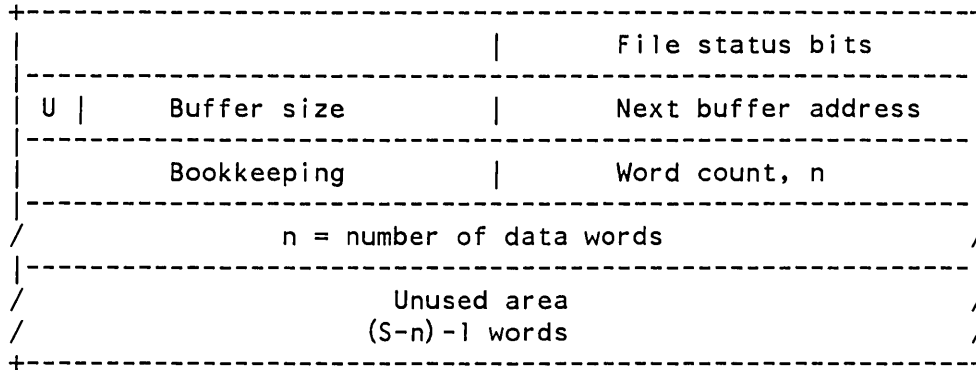 File status bits
U | Buffer size | Next buffer address
Bookkeeping | Word count, n
n = number of data words
Unused area
(S-n)-1 words